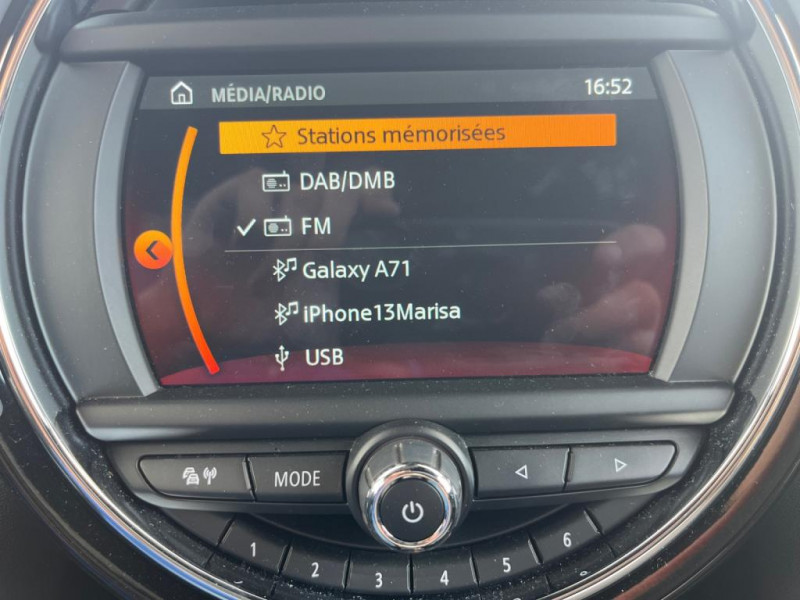 MÉDIA/RADIO 16:52
Stations mémorisées
DAB/DMB
FM
Galaxy A71
iPhone13Marisa
USB
MODE
1 2 3 4 5 6